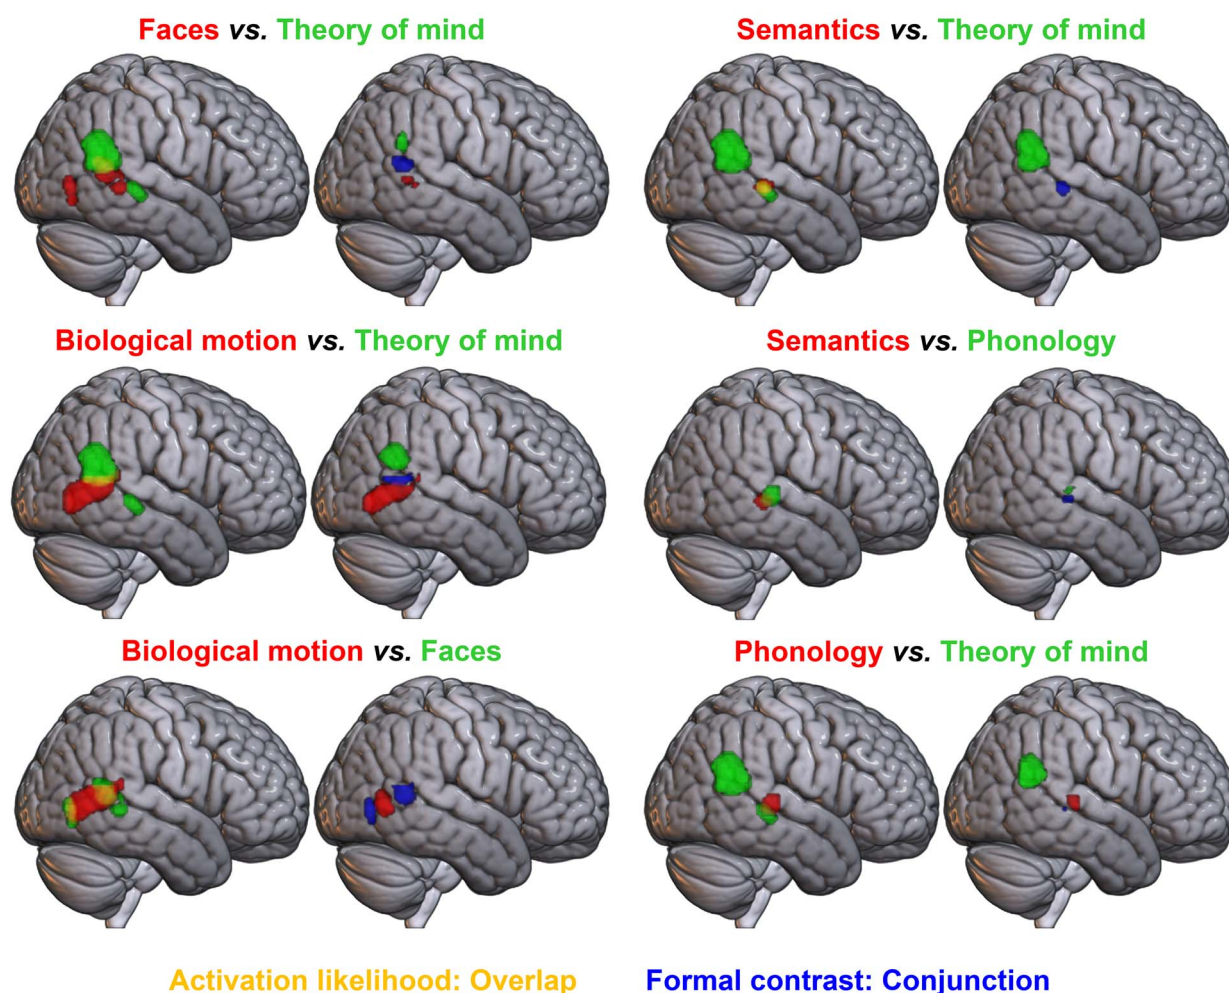 Faces vs. Theory of mind
Semantics vs. Theory of mind
Biological motion vs. Theory of mind
Semantics vs. Phonology
Biological motion vs. Faces
Phonology vs. Theory of mind
Activation likelihood: Overlap
Formal contrast: Conjunction